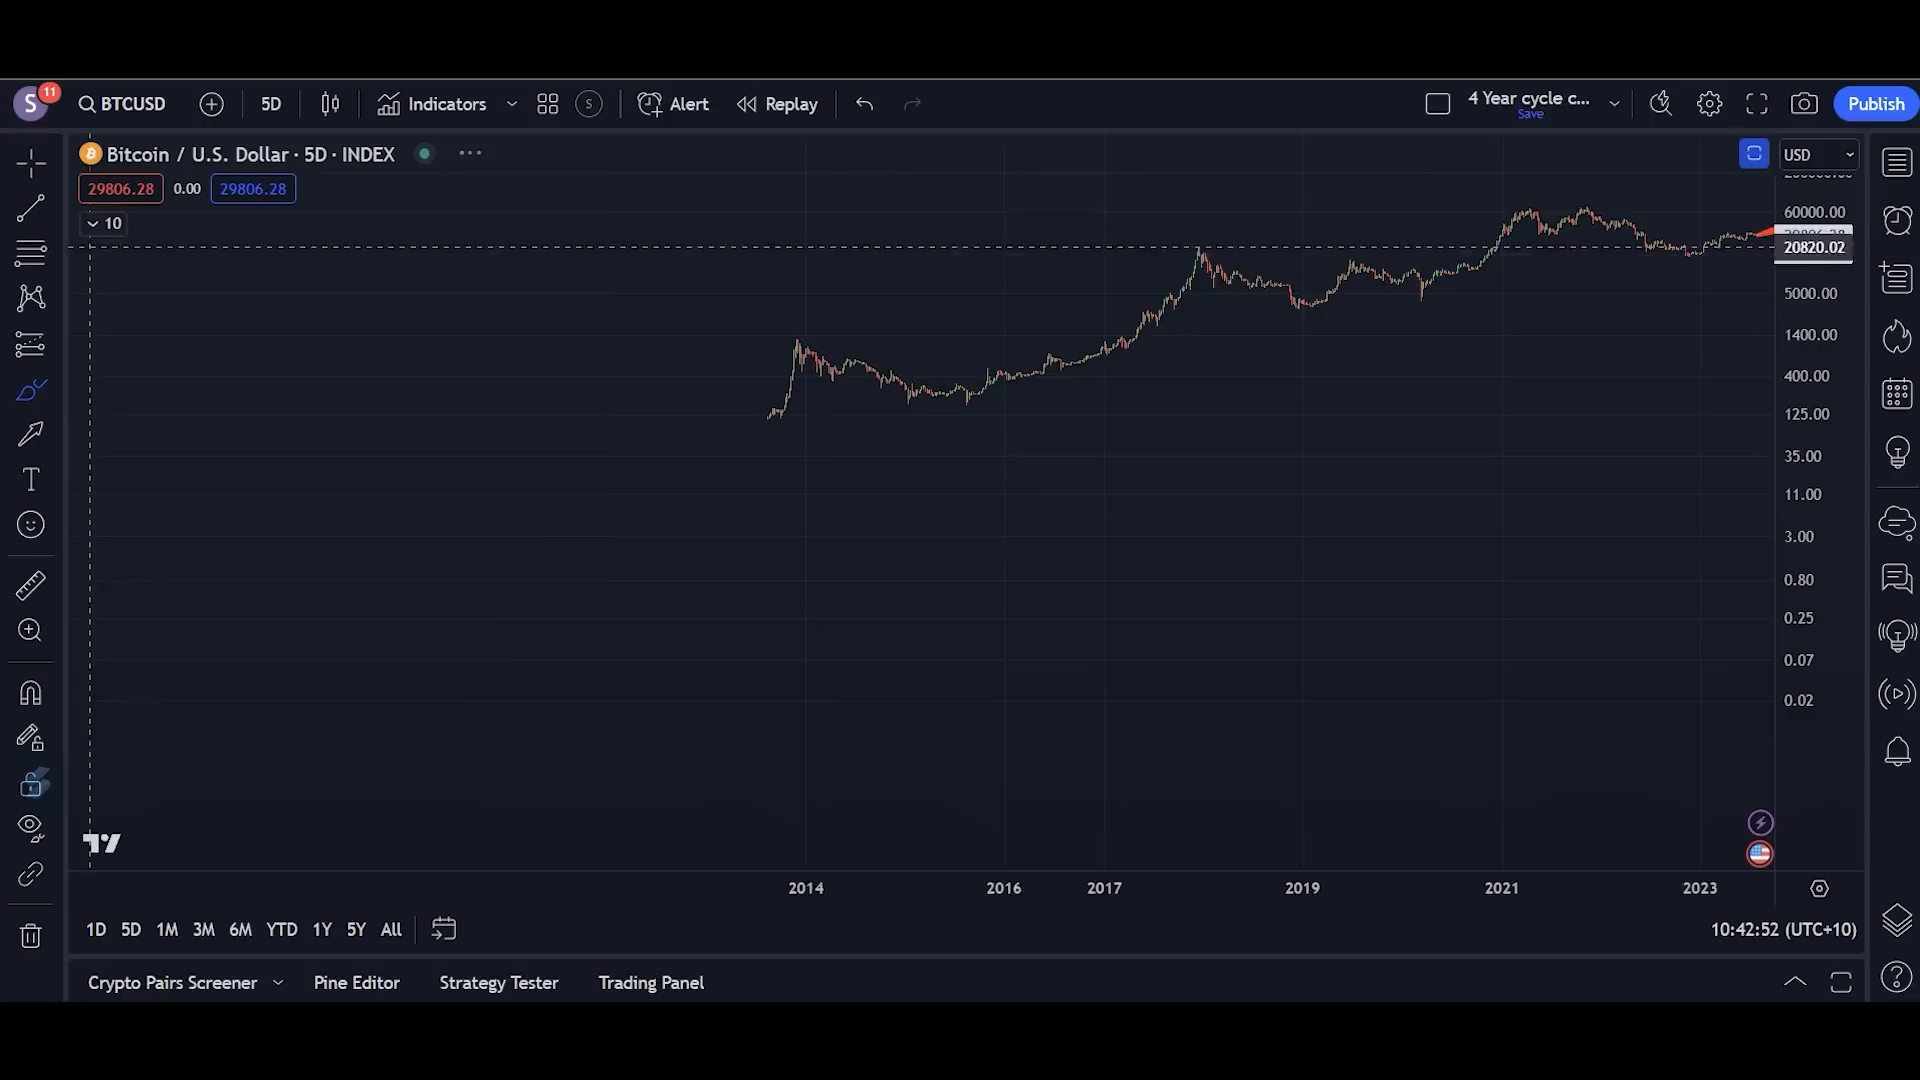 S 11 BTCUSD 5D Indicators S Alert Replay 4 Year cycle c... Save Publish
Bitcoin / U.S. Dollar · 5D · INDEX USD
29806.28 0.00 29806.28
10
60000.00
20820.02
5000.00
1400.00
400.00
125.00
35.00
11.00
3.00
0.80
0.25
0.07
0.02
2014 2016 2017 2019 2021 2023
1D 5D 1M 3M 6M YTD 1Y 5Y All 10:42:52 (UTC+10)
Crypto Pairs Screener Pine Editor Strategy Tester Trading Panel